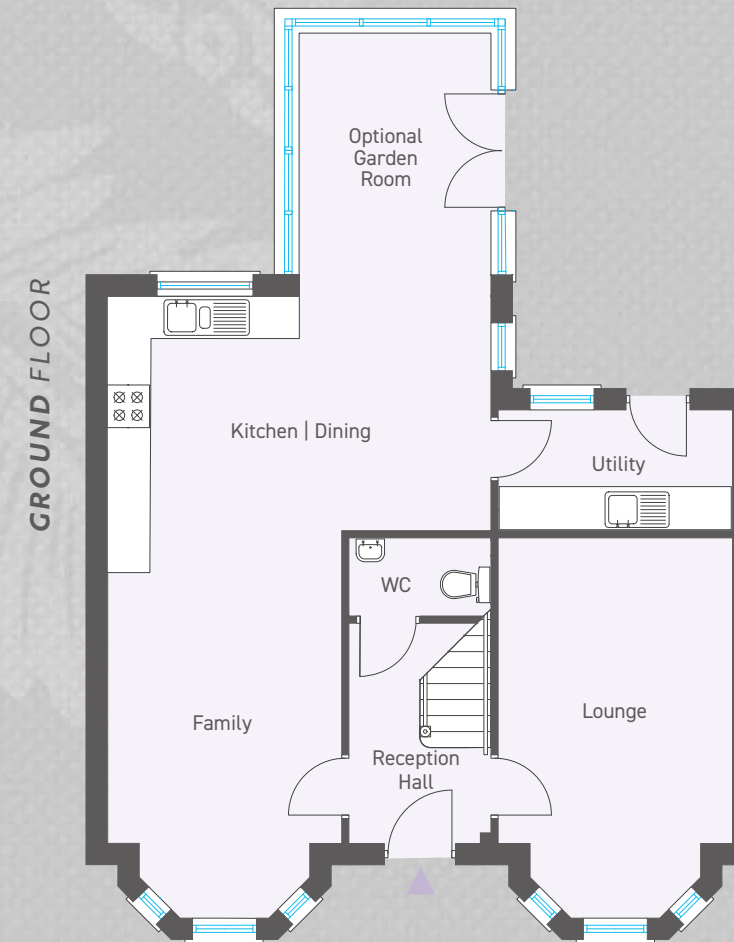 GROUND FLOOR
Optional
Garden
Room
Kitchen | Dining
Utility
WC
Family
Lounge
Reception
Hall